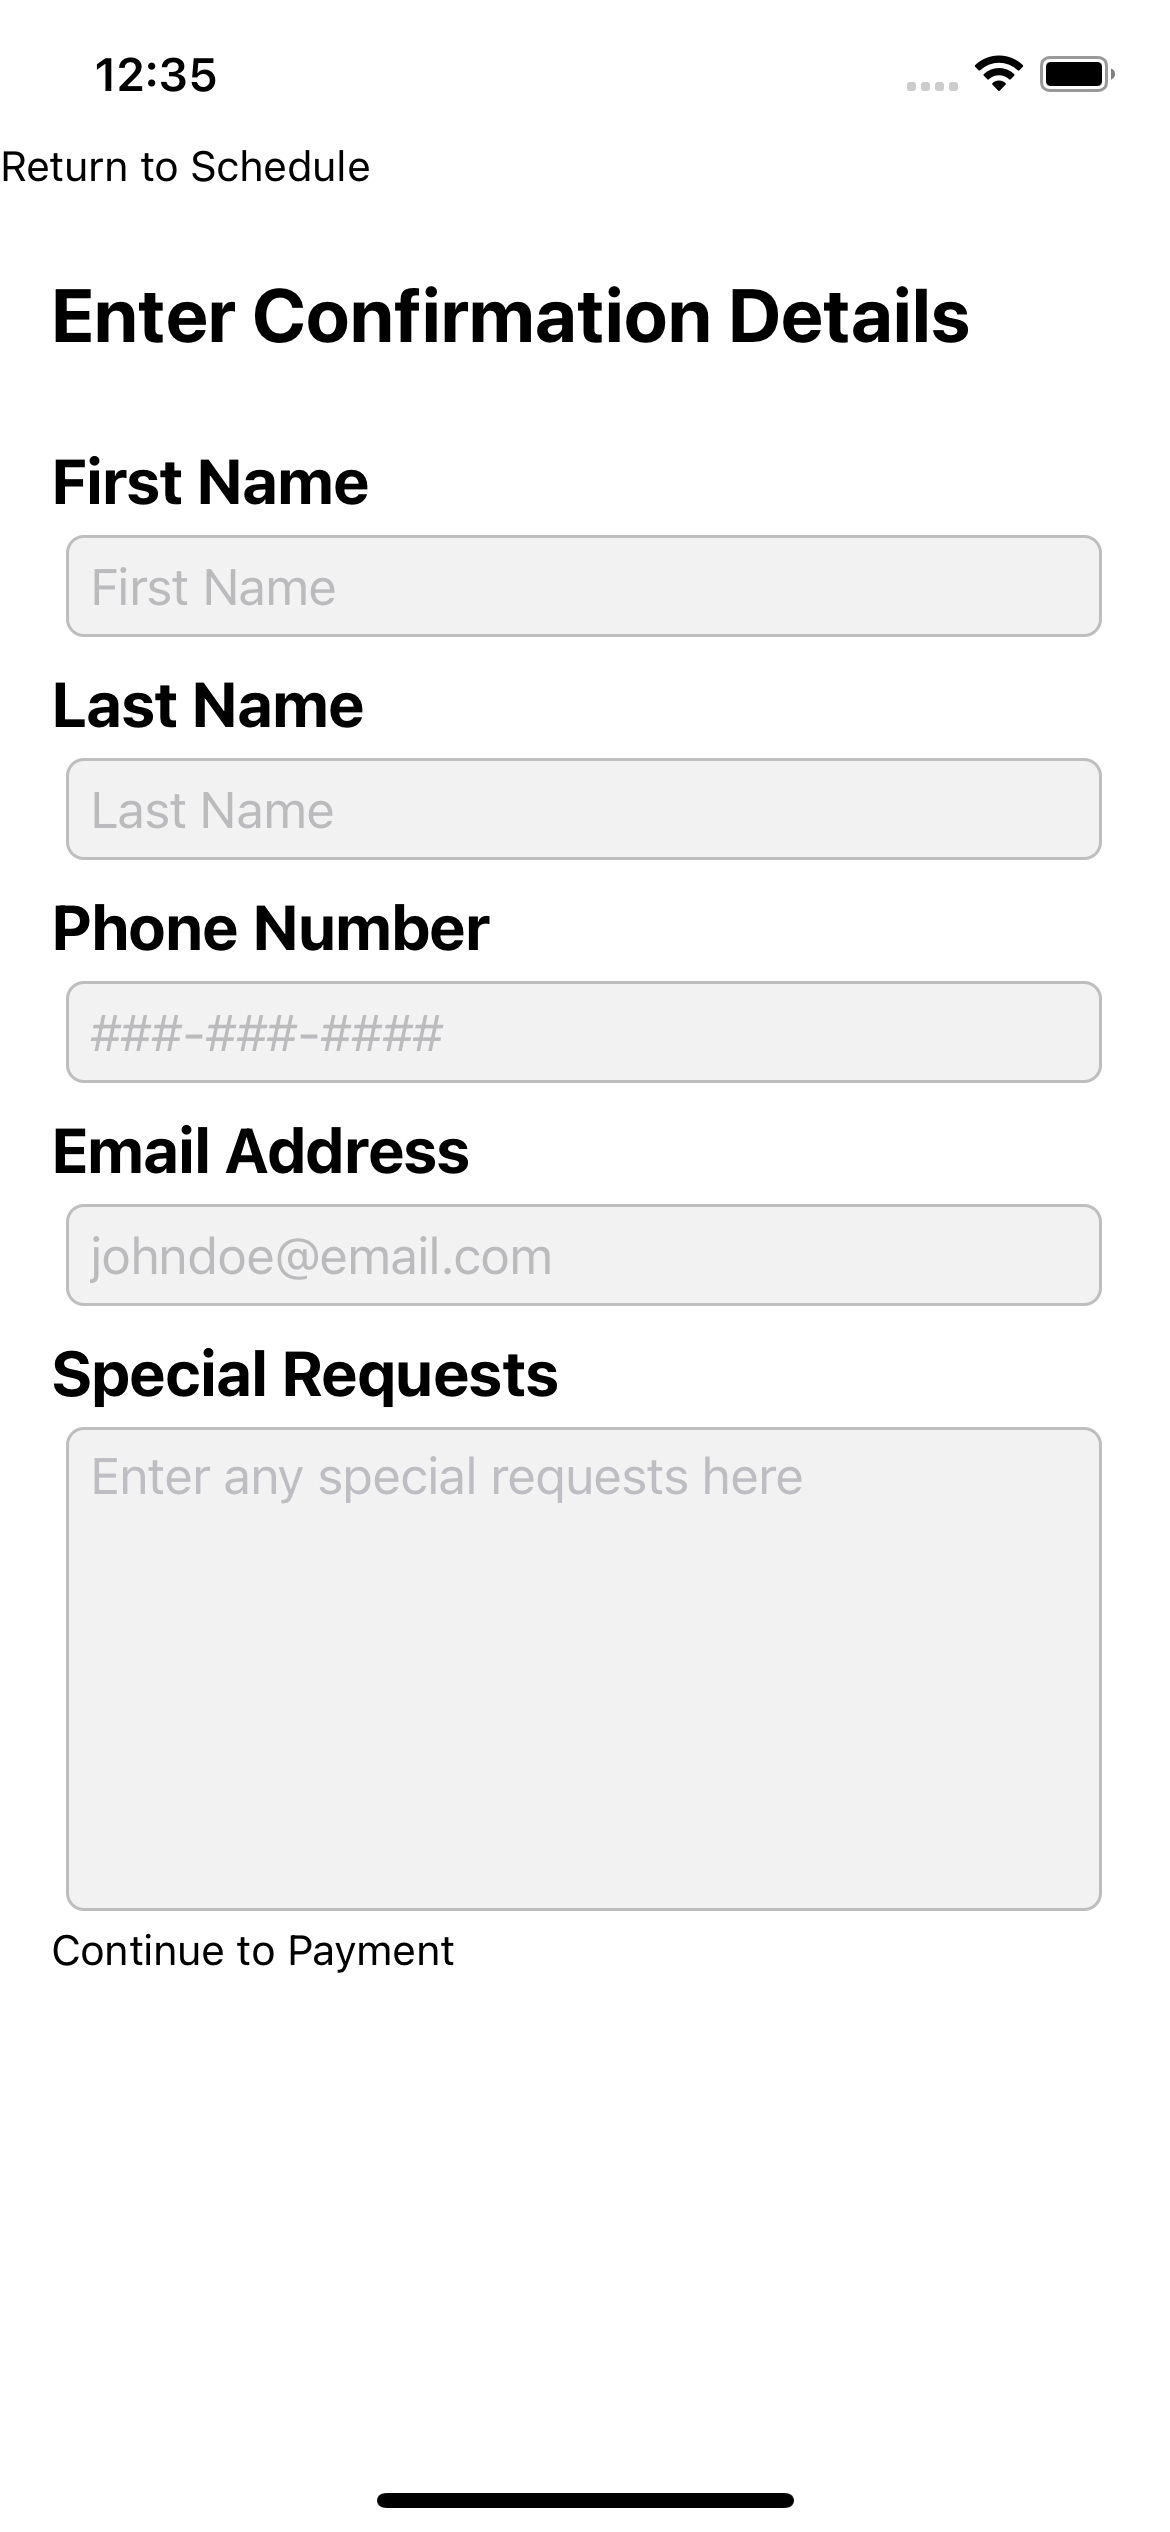 12:35
Return to Schedule
Enter Confirmation Details
First Name
First Name
Last Name
Last Name
Phone Number
###-###-####
Email Address
johndoe@email.com
Special Requests
Enter any special requests here
Continue to Payment